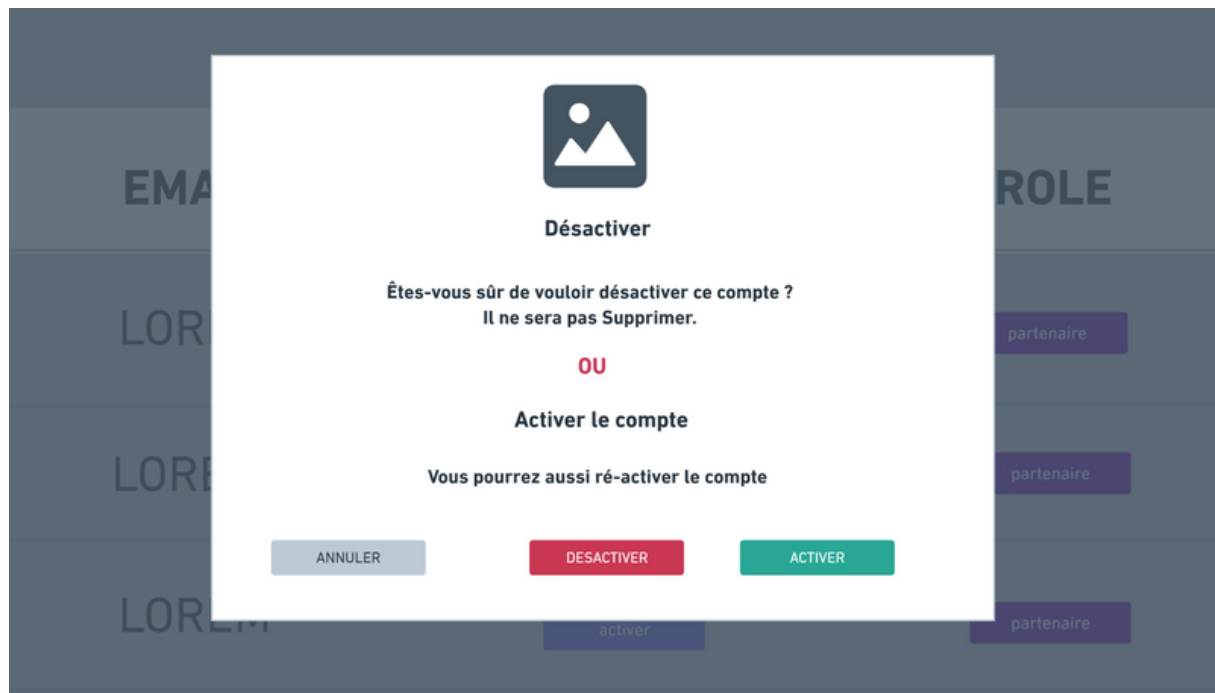 EMA
ROLE
Désactiver
Êtes-vous sûr de vouloir désactiver ce compte ?
Il ne sera pas Supprimer.
LOR
partenaire
OU
Activer le compte
LORE
Vous pourrez aussi ré-activer le compte
partenaire
ANNULER
DESACTIVER
ACTIVER
LOREM
activer
partenaire